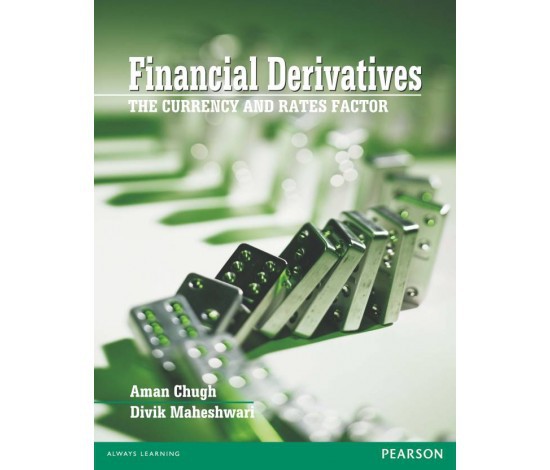 Financial Derivatives
THE CURRENCY AND RATES FACTOR
Aman Chugh
Divik Maheshwari
ALWAYS LEARNING
PEARSON